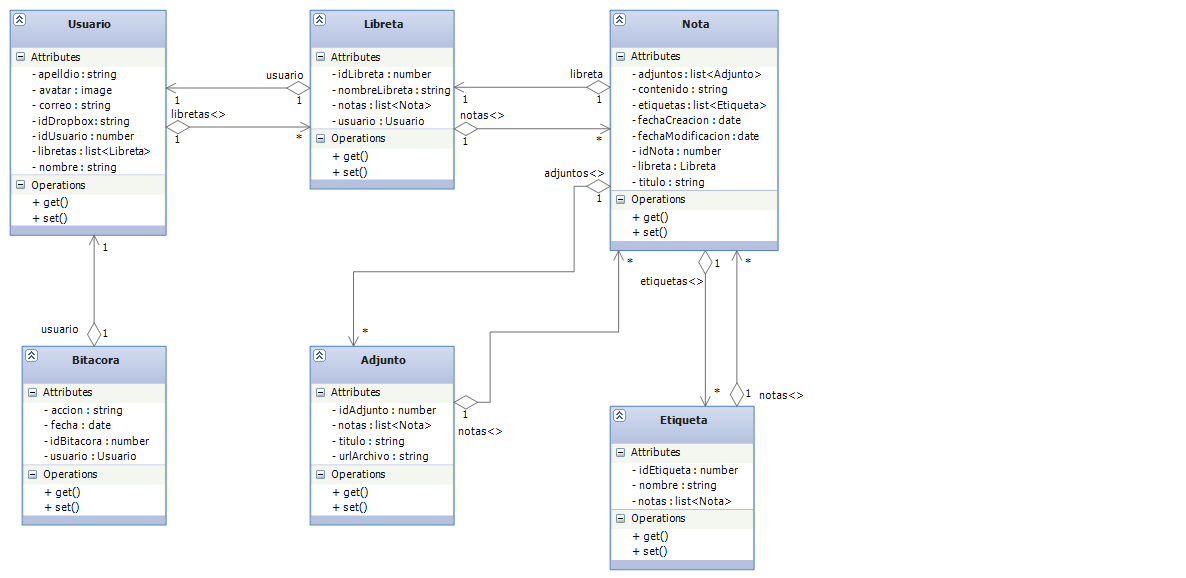 Usuario
Attributes
- apelldio : string
- avatar : image
- correo : string
- idDropbox: string
- idUsuario : number
- libretas : list<Libreta>
- nombre : string
Operations
+ get()
+ set()
usuario
1
1
libretas<>
1
*
Libreta
Attributes
- idLibreta : number
- nombreLibreta : string
- notas : list<Nota>
- usuario : Usuario
Operations
+ get()
+ set()
libreta
1
1
notas<>
1
*
Nota
Attributes
- adjuntos : list<Adjunto>
- contenido : string
- etiquetas : list<Etiqueta>
- fechaCreacion : date
- fechaModificacion : date
- idNota : number
- libreta : Libreta
- titulo : string
Operations
+ get()
+ set()
adjuntos<>
1
*
1
usuario
1
Bitacora
Attributes
- accion : string
- fecha : date
- idBitacora : number
- usuario : Usuario
Operations
+ get()
+ set()
Adjunto
Attributes
- idAdjunto : number
- notas : list<Nota>
- titulo : string
- urlArchivo : string
Operations
+ get()
+ set()
1
notas<>
*
1
etiquetas<>
*
*
1
notas<>
Etiqueta
Attributes
- idEtiqueta : number
- nombre : string
- notas : list<Nota>
Operations
+ get()
+ set()